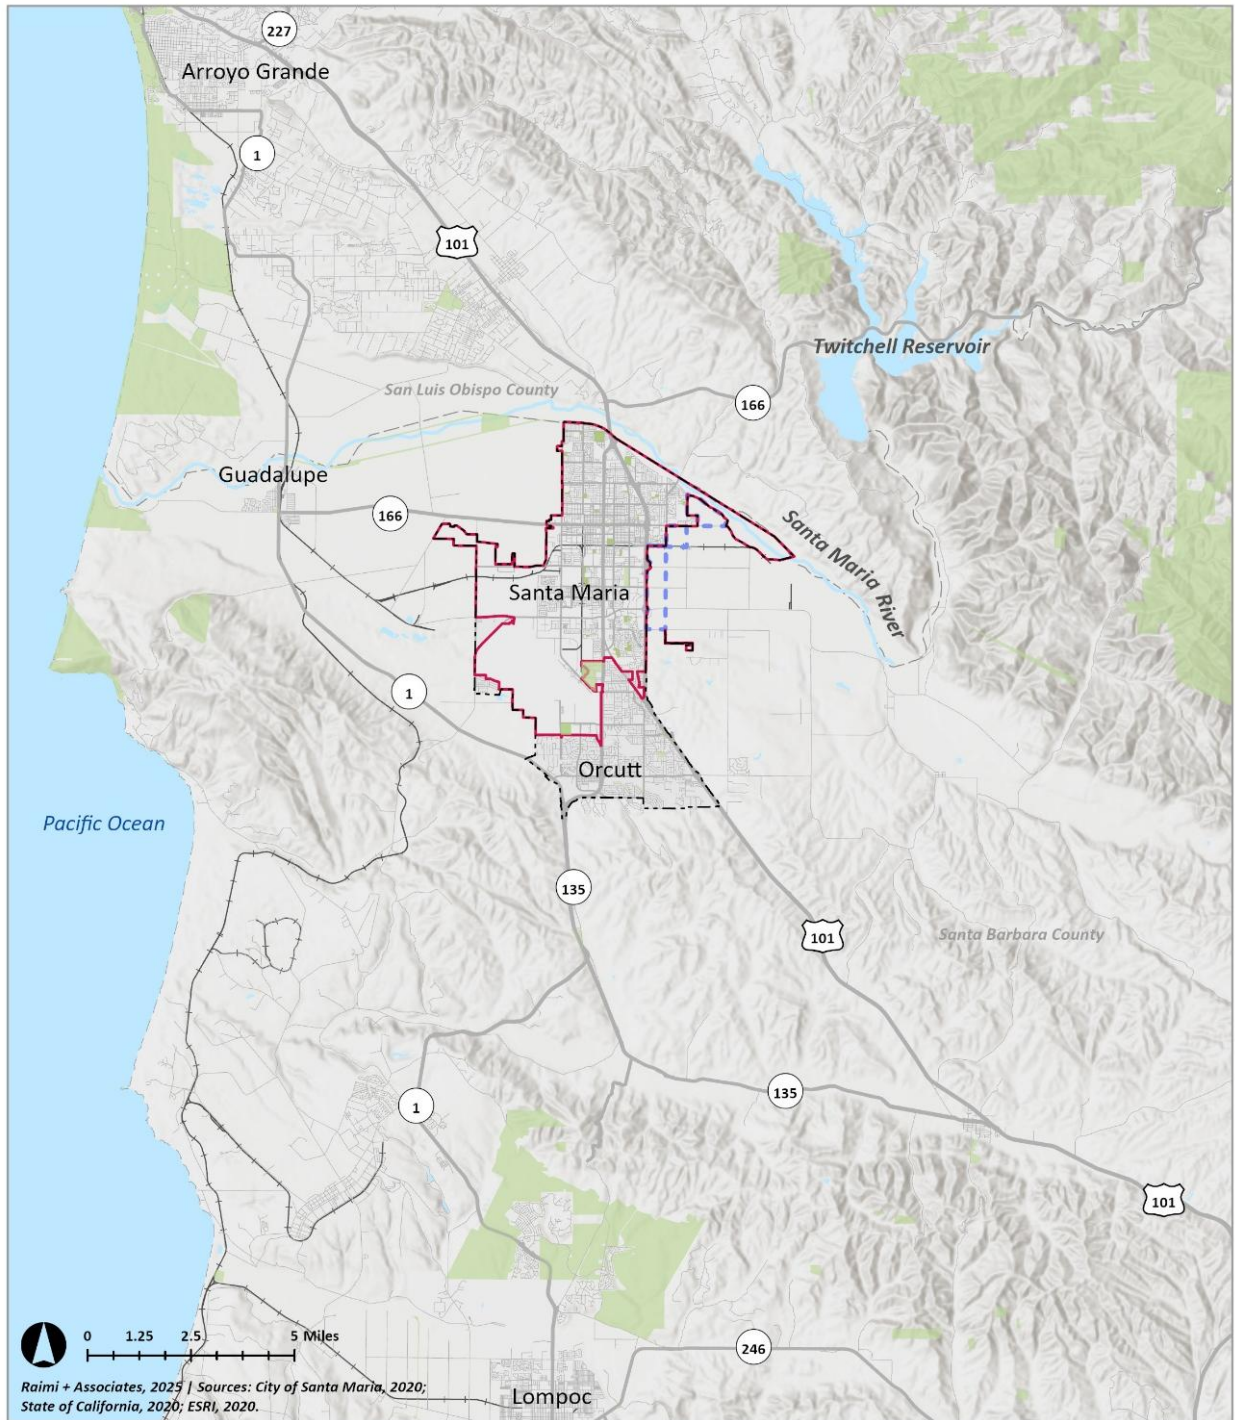 227
Arroyo Grande
1
101
Twitchell Reservoir
San Luis Obispo County
166
Guadalupe
166
Santa Maria River
Santa Maria
1
Orcutt
Pacific Ocean
135
101
Santa Barbara County
135
1
101
0 1.25 2.5 5 Miles
246
Raimi + Associates, 2025 | Sources: City of Santa Maria, 2020;
State of California, 2020; ESRI, 2020.
Lompoc